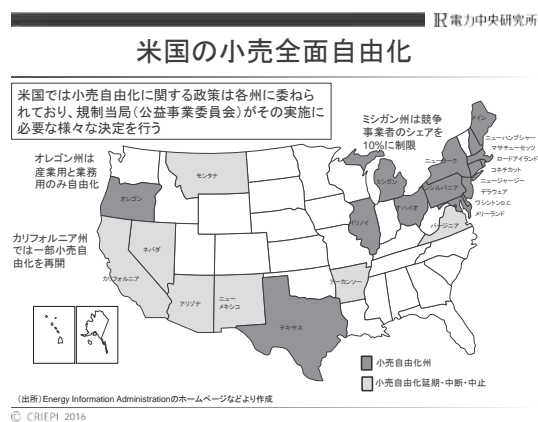 電力中央研究所
米国の小売全面自由化
米国では小売自由化に関する政策は各州に委ねら
れており、規制当局(公益事業委員会)がその実施に
必要な様々な決定を行う
ミシガン州は競争
事業者のシェアを
10%に制限
オレゴン州は
産業用と業務
用のみ自由化
カリフォルニア州
では一部小売自
由化を再開
メイン
ニューハンプシャー
マサチューセッツ
ロードアイランド
コネチカット
ニュージャージー
デラウェア
ワシントンD.C.
メリーランド
ニューヨーク
ペンシルバニア
モンタナ
オレゴン
ミシガン
イリノイ
オハイオ
バージニア
ネバダ
カリフォルニア
アリゾナ
ニュー
メキシコ
アーカンソー
テキサス
小売自由化州
小売自由化延期・中断・中止
(出所)Energy Information Administrationのホームページなどより作成
© CRIEPI 2016